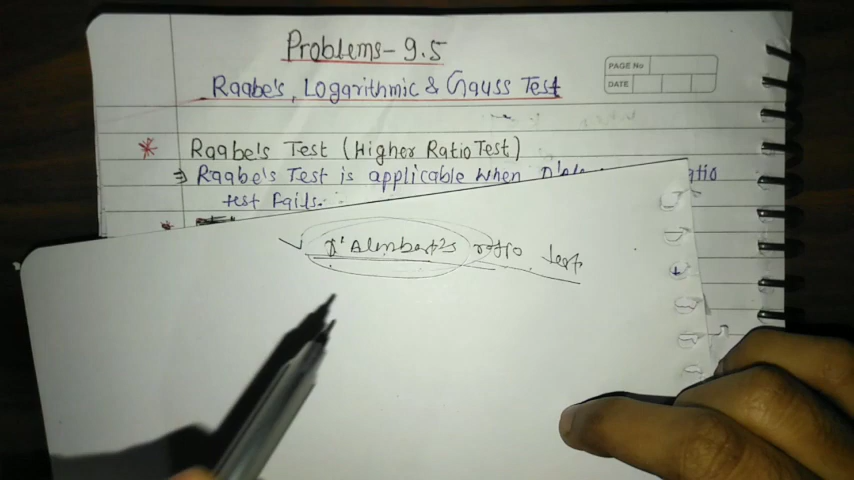 Problems - 9.5
Raabe's, Logarithmic & Gauss Test
PAGE No
DATE
* Raabe's Test (Higher Ratio Test)
⇒ Raabe's Test is applicable when D'Ale
test fails.
*
✓ D'Alembert's ratio test